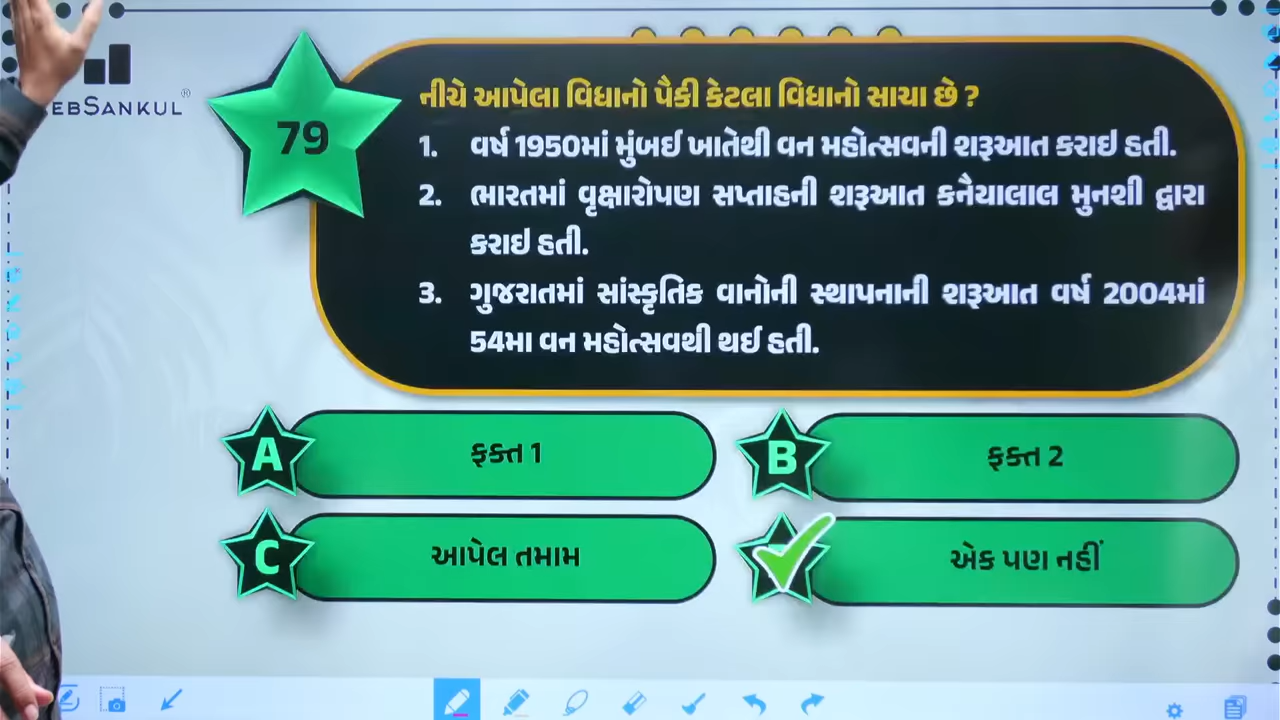 EBSANKUL®
79
નીચે આપેલા વિધાનો પૈકી કેટલા વિધાનો સાચા છે ?
1. વર્ષ 1950માં મુંબઈ ખાતેથી વન મહોત્સવની શરૂઆત કરાઇ હતી.
2. ભારતમાં વૃક્ષારોપણ સપ્તાહની શરૂઆત કનૈયાલાલ મુનશી દ્વારા
કરાઇ હતી.
3. ગુજરાતમાં સાંસ્કૃતિક વાનોની સ્થાપનાની શરૂઆત વર્ષ 2004માં
54મા વન મહોત્સવથી થઈ હતી.
A ફક્ત 1
B ફક્ત 2
C આપેલ તમામ
એક પણ નહીં